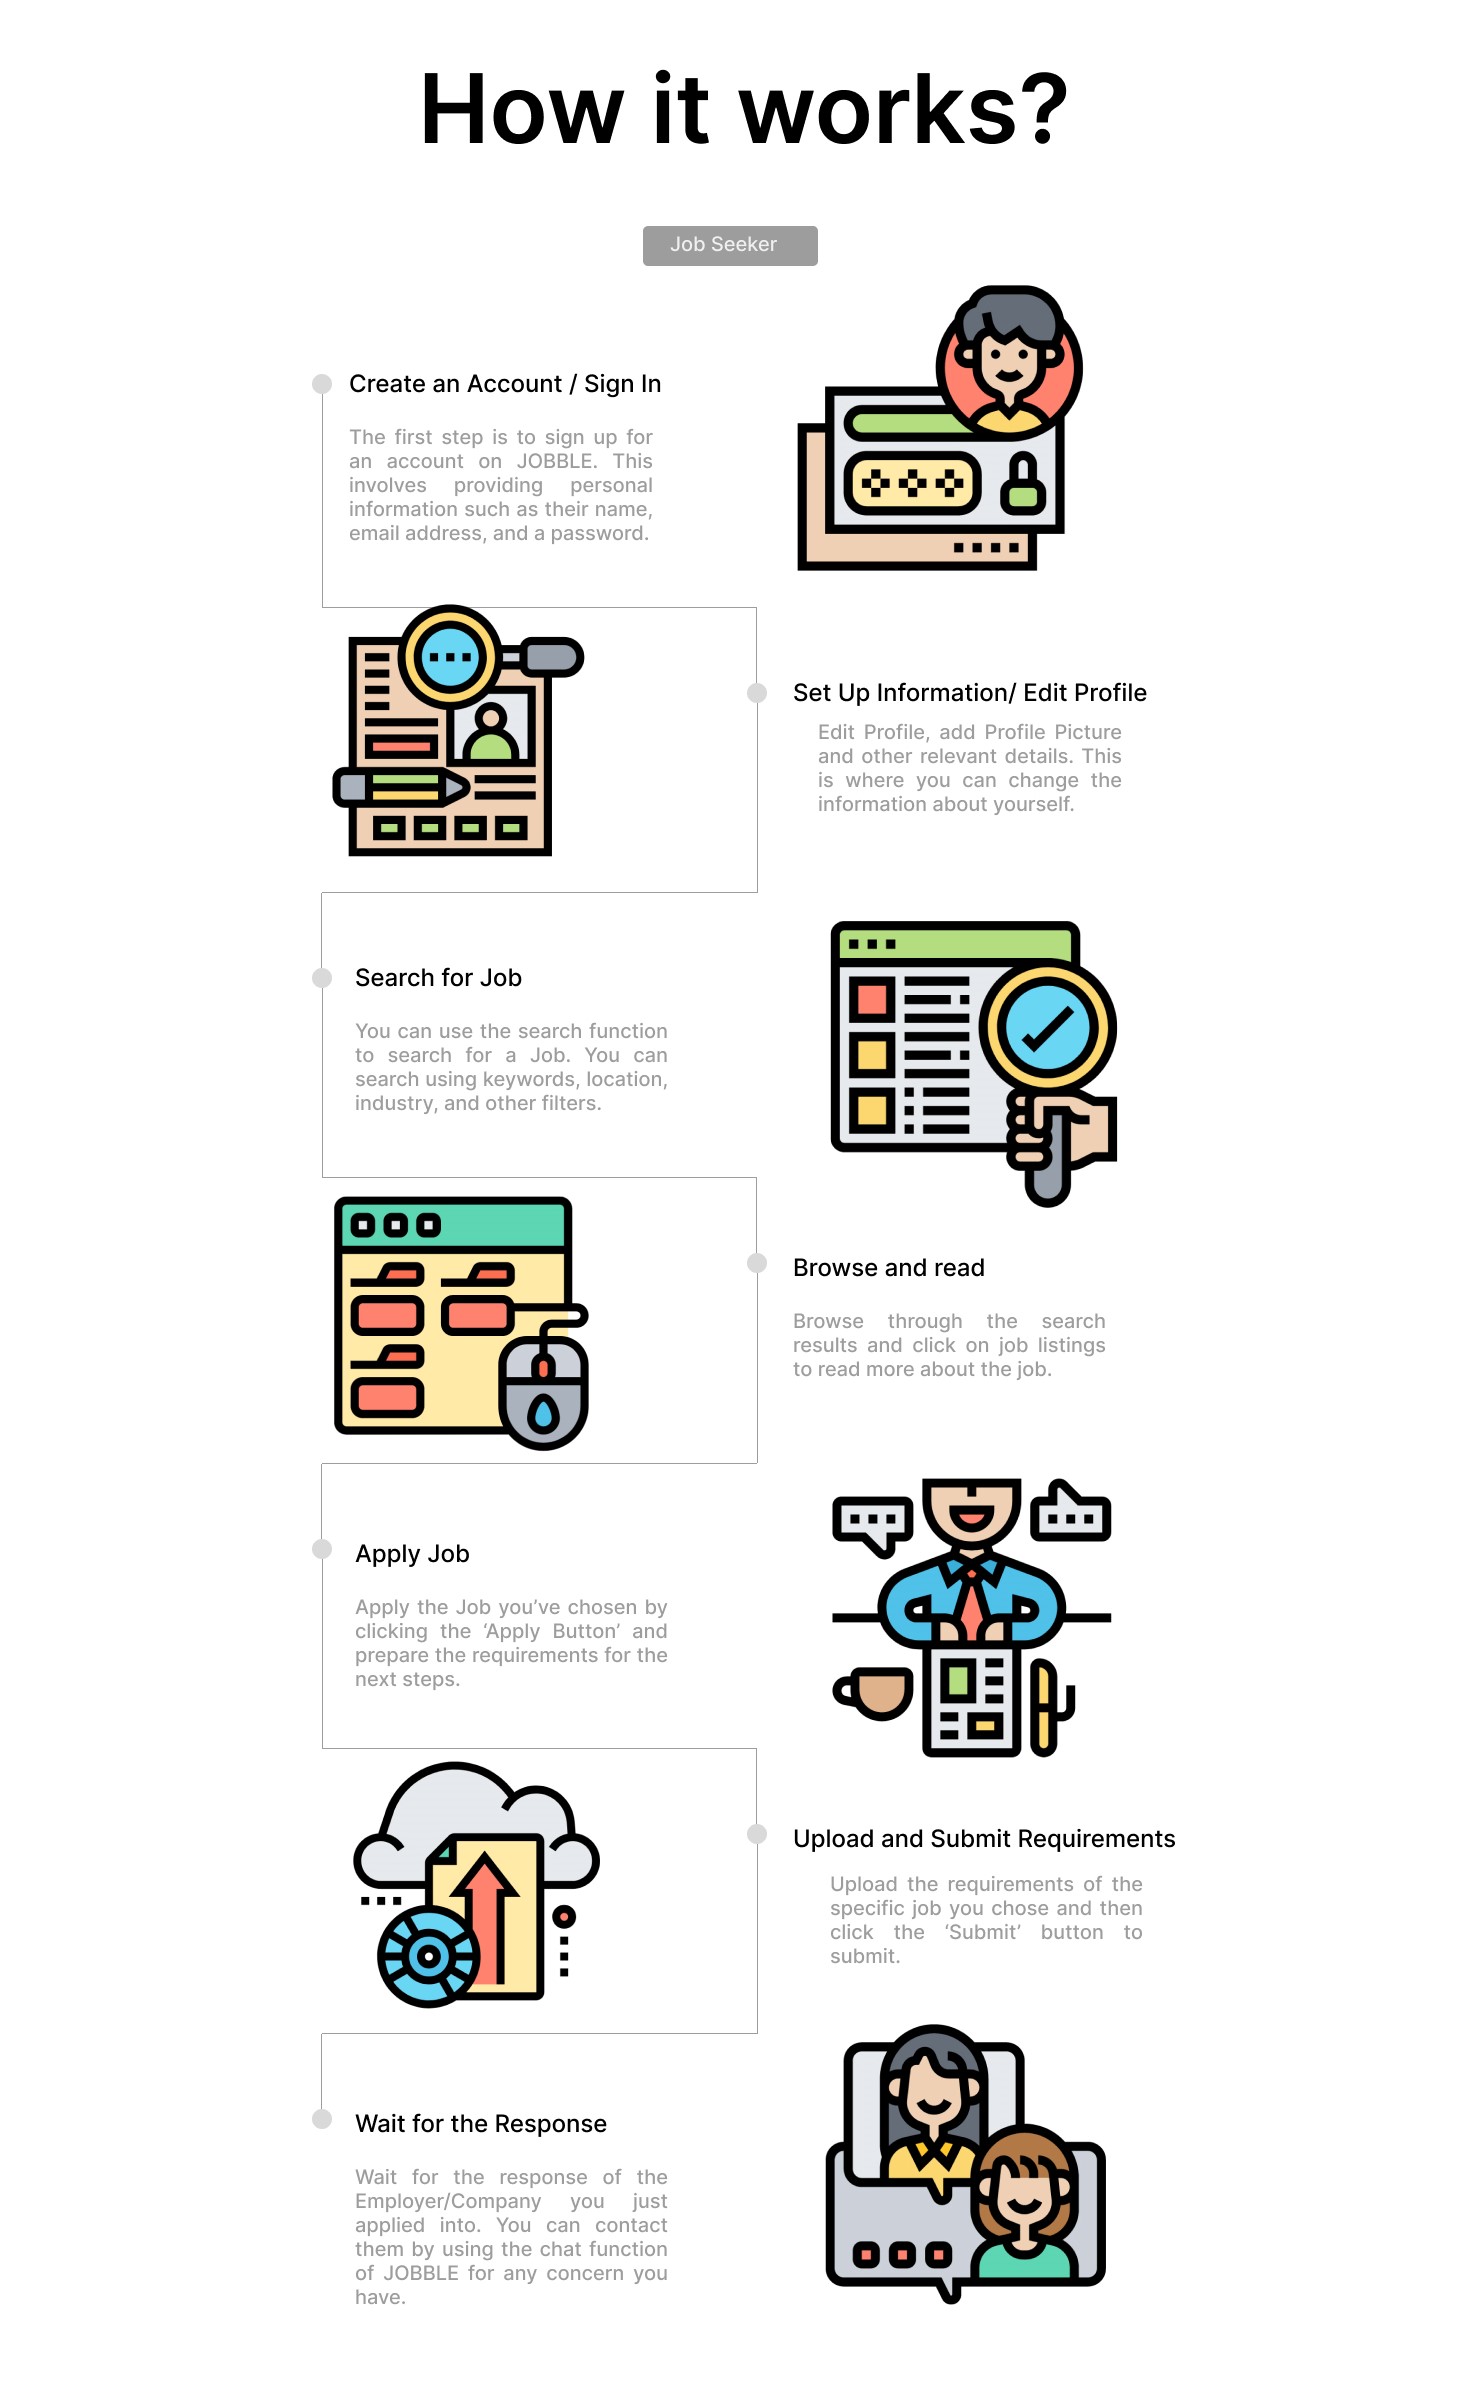 How it works?
Job Seeker
Create an Account / Sign In
The first step is to sign up for
an account on JOBBLE. This
involves providing personal
information such as their name,
email address, and a password.
Set Up Information/ Edit Profile
Edit Profile, add Profile Picture
and other relevant details. This
is where you can change the
information about yourself.
Search for Job
You can use the search function
to search for a Job. You can
search using keywords, location,
industry, and other filters.
Browse and read
Browse through the search
results and click on job listings
to read more about the job.
Apply Job
Apply the Job you’ve chosen by
clicking the ‘Apply Button’ and
prepare the requirements for the
next steps.
Upload and Submit Requirements
Upload the requirements of the
specific job you chose and then
click the ‘Submit’ button to
submit.
Wait for the Response
Wait for the response of the
Employer/Company you just
applied into. You can contact
them by using the chat function
of JOBBLE for any concern you
have.